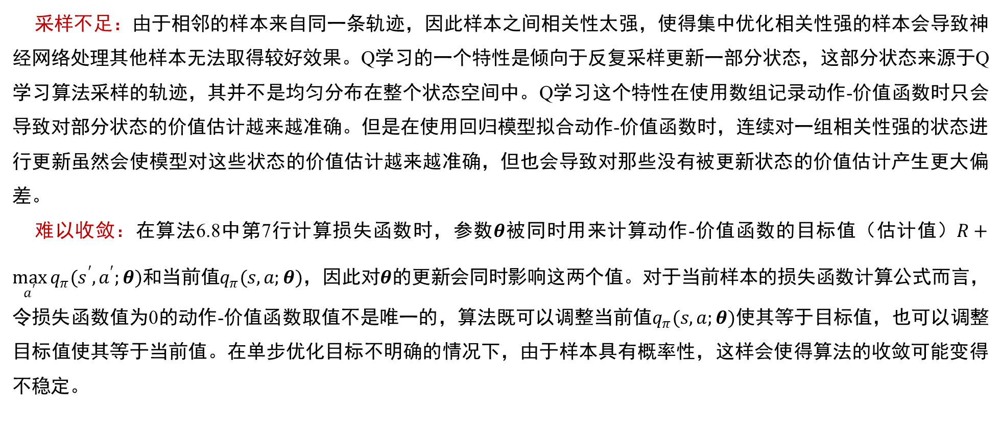 采样不足：由于相邻的样本来自同一条轨迹，因此样本之间相关性太强，使得集中优化相关性强的样本会导致神
经网络处理其他样本无法取得较好效果。Q学习的一个特性是倾向于反复采样更新一部分状态，这部分状态来源于Q
学习算法采样的轨迹，其并不是均匀分布在整个状态空间中。Q学习这个特性在使用数组记录动作-价值函数时只会
导致对部分状态的价值估计越来越准确。但是在使用回归模型拟合动作-价值函数时，连续对一组相关性强的状态进
行更新虽然会使模型对这些状态的价值估计越来越准确，但也会导致对那些没有被更新状态的价值估计产生更大偏
差。
难以收敛：在算法6.8中第7行计算损失函数时，参数θ被同时用来计算动作-价值函数的目标值（估计值）R +
max_{a′} q_π(s′, a′; θ)和当前值q_π(s, a; θ)，因此对θ的更新会同时影响这两个值。对于当前样本的损失函数计算公式而言，
令损失函数值为0的动作-价值函数取值不是唯一的，算法既可以调整当前值q_π(s, a; θ)使其等于目标值，也可以调整
目标值使其等于当前值。在单步优化目标不明确的情况下，由于样本具有概率性，这样会使得算法的收敛可能变得
不稳定。